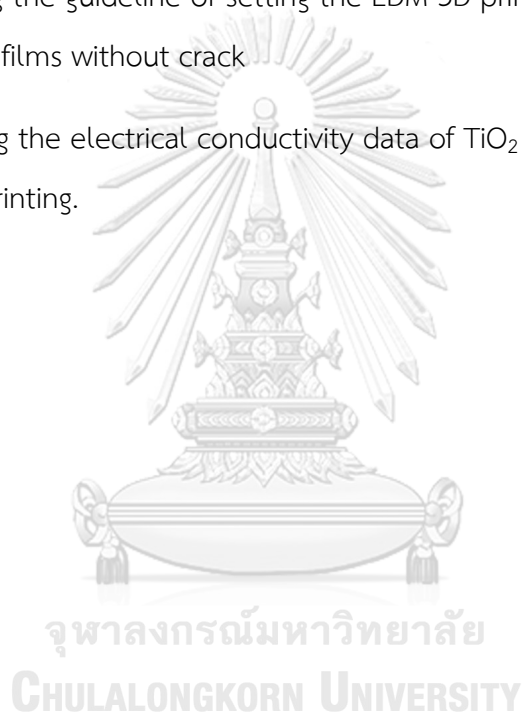 g the guideline of setting the LDM 3D pri
films without crack
g the electrical conductivity data of TiO₂
rinting.
จุฬาลงกรณ์มหาวิทยาลัย
CHULALONGKORN UNIVERSITY